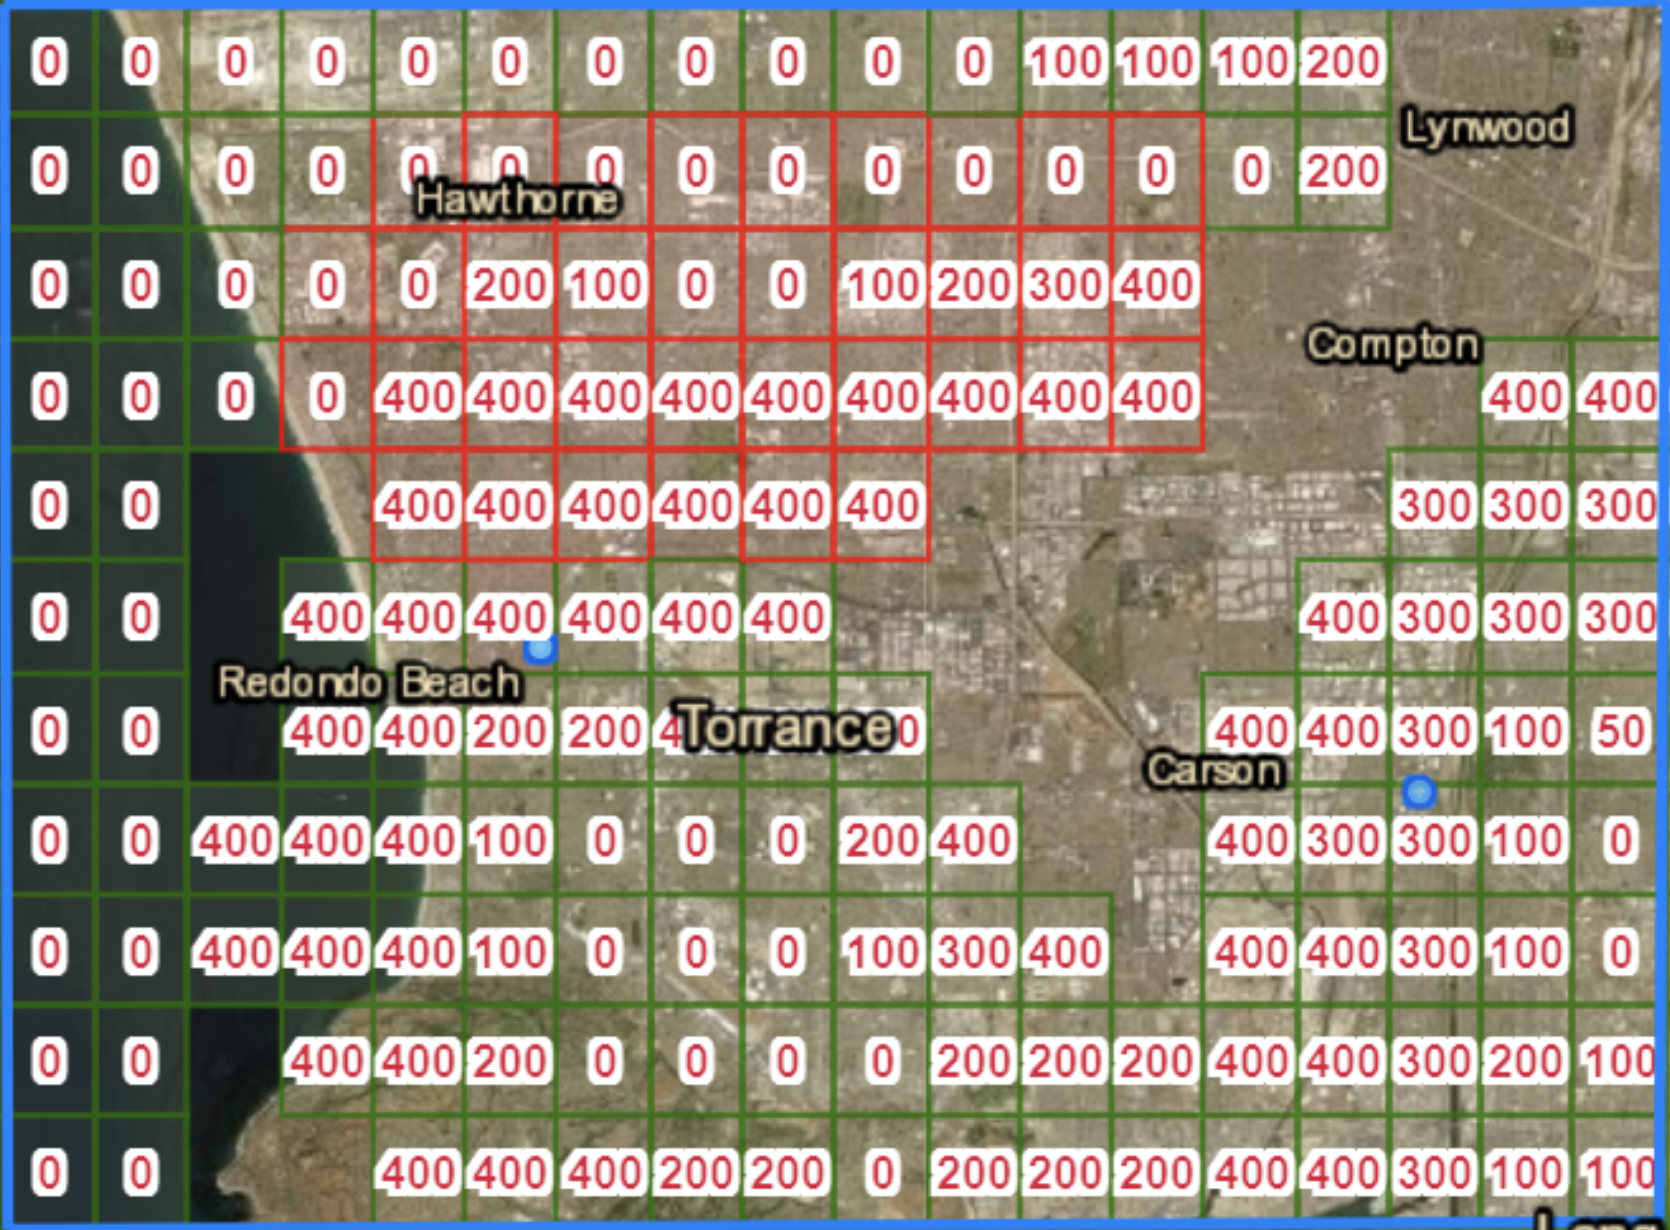 0 0 0 0 0 0 0 0 0 0 0 100 100 100 200
Lynwood
0 0 0 0 0 0 0 0 0 0 0 0 0 0 200
Hawthorne
0 0 0 0 0 200 100 0 0 100 200 300 400
Compton
0 0 0 0 400 400 400 400 400 400 400 400 400 400 400
0 0 400 400 400 400 400 400 300 300 300
0 0 400 400 400 400 400 400 400 300 300 300
Redondo Beach
0 0 400 400 200 200 Torrance 400 400 300 100 50
Carson
0 0 400 400 400 100 0 0 0 200 400 400 300 300 100 0
0 0 400 400 400 100 0 0 0 100 300 400 400 400 300 100 0
0 0 400 400 200 0 0 0 0 200 200 200 400 400 300 200 100
0 0 400 400 400 200 200 0 200 200 200 400 400 300 100 100